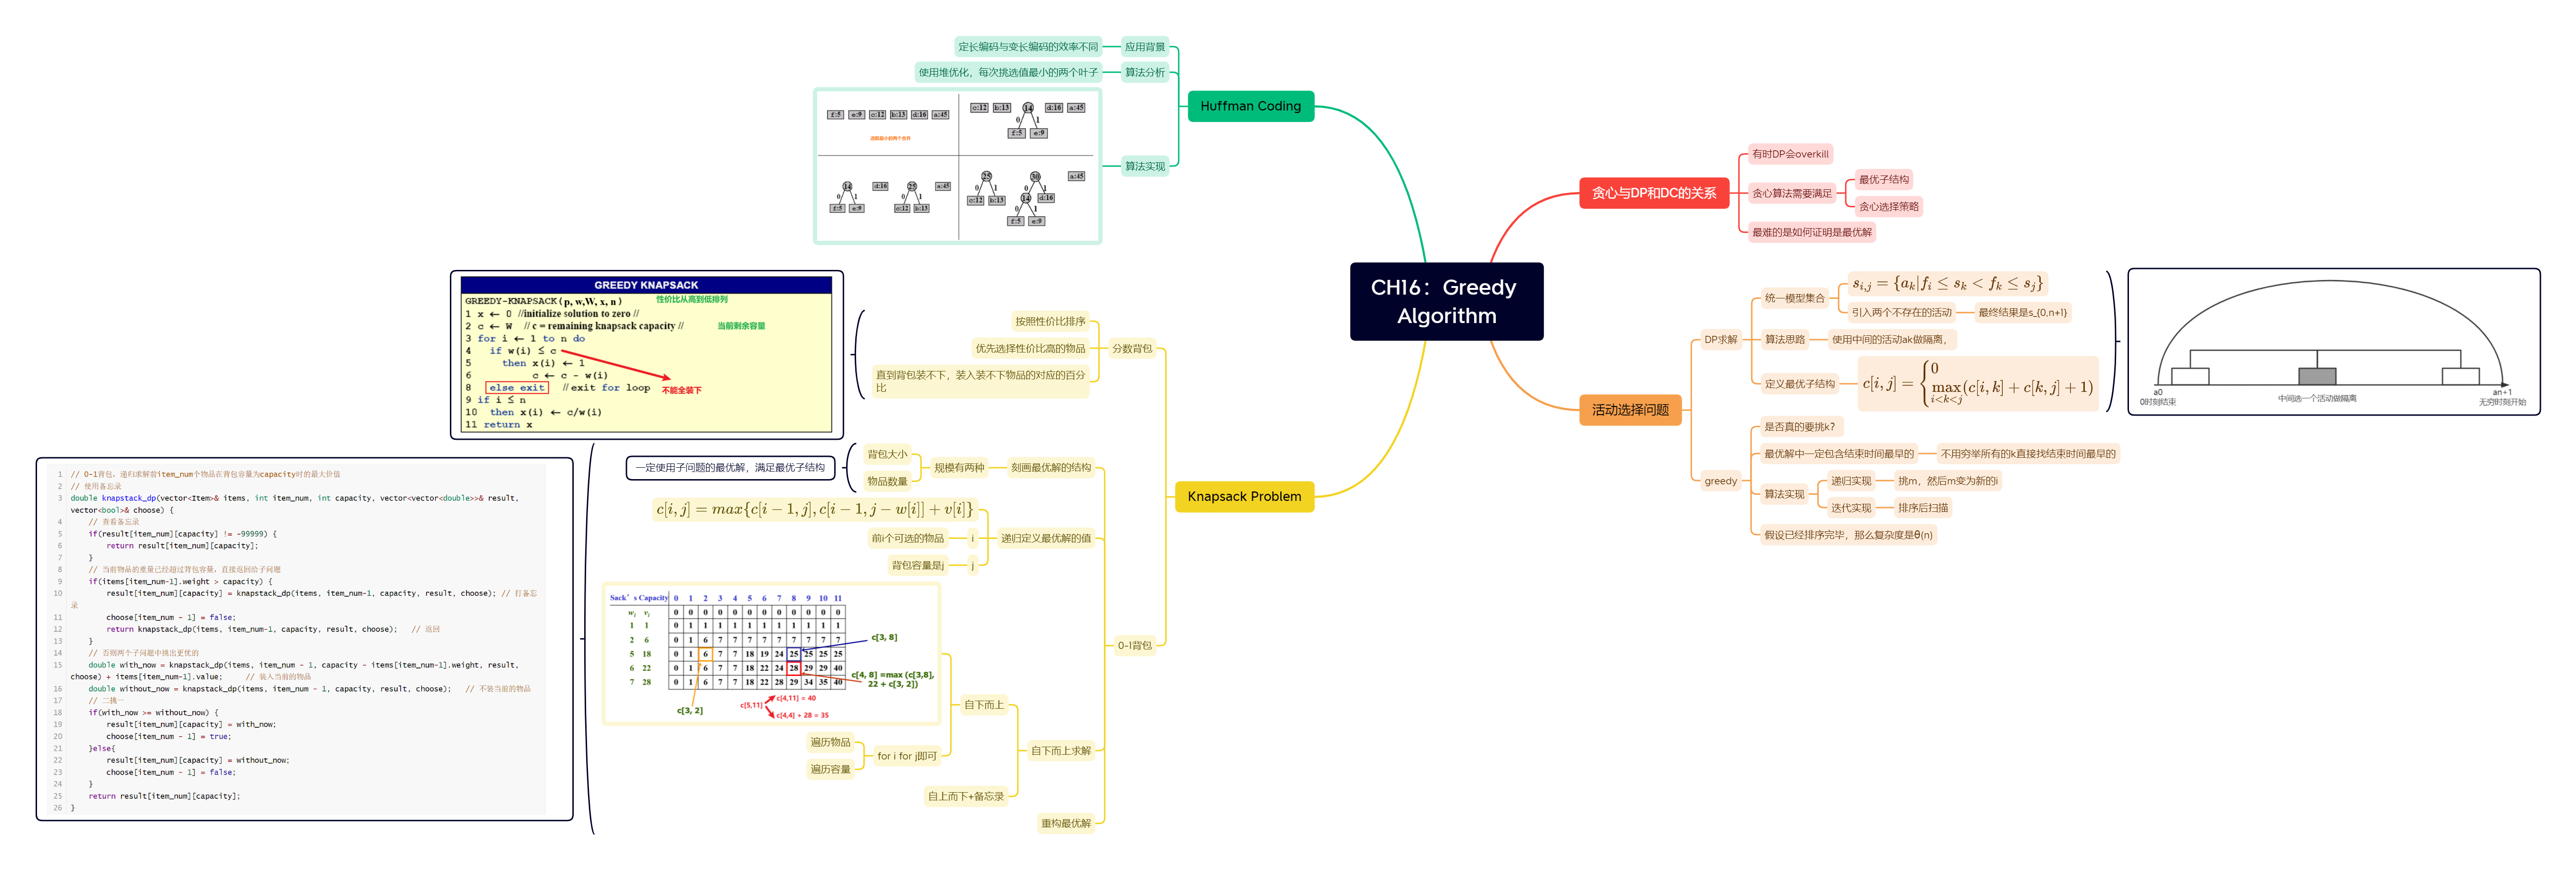 CH16：Greedy
Algorithm
Huffman Coding
应用背景
定长编码与变长编码的效率不同
算法分析
使用堆优化，每次挑选值最小的两个叶子
算法实现
f:5 e:9 c:12 b:13 d:16 a:45
选取最小的两个合并
c:12 b:13 14 d:16 a:45
0 1
f:5 e:9
14 d:16 25 a:45
0 1 0 1
f:5 e:9 c:12 b:13
25 30 a:45
0 1 0 1
c:12 b:13 14 d:16
0 1
f:5 e:9
贪心与DP和DC的关系
有时DP会overkill
贪心算法需要满足
最优子结构
贪心选择策略
最难的是如何证明是最优解
活动选择问题
DP求解
统一模型集合
s_{i,j} = {a_k|f_i ≤ s_k < f_k ≤ s_j}
引入两个不存在的活动
最终结果是s_{0,n+1}
算法思路
使用中间的活动ak做隔离，
定义最优子结构
c[i, j] = { 0
max_{i<k<j}(c[i, k] + c[k, j] + 1)
a0
0时刻结束
中间选一个活动做隔离
an+1
无穷时刻开始
greedy
是否真的要挑k？
最优解中一定包含结束时间最早的
不用穷举所有的k直接找结束时间最早的
算法实现
递归实现
挑m，然后m变为新的i
迭代实现
排序后扫描
假设已经排序完毕，那么复杂度是θ(n)
Knapsack Problem
分数背包
按照性价比排序
优先选择性价比高的物品
直到背包装不下，装入装不下物品的对应的百分
比
GREEDY KNAPSACK
GREEDY-KNAPSACK(p, w,W, x, n) 性价比从高到低排列
1 x ← 0 //initialize solution to zero //
2 c ← W // c = remaining knapsack capacity // 当前剩余容量
3 for i ← 1 to n do
4 if w(i) ≤ c
5 then x(i) ← 1
6 c ← c - w(i)
8 else exit // exit for loop 不能全装下
9 if i ≤ n
10 then x(i) ← c/w(i)
11 return x
0-1背包
刻画最优解的结构
规模有两种
背包大小
物品数量
一定使用子问题的最优解，满足最优子结构
递归定义最优解的值
c[i, j] = max{c[i − 1, j], c[i − 1, j − w[i]] + v[i]}
i
前i个可选的物品
j
背包容量是j
自下而上求解
自下而上
Sack's Capacity 0 1 2 3 4 5 6 7 8 9 10 11
wi vi 0 0 0 0 0 0 0 0 0 0 0 0
1 1 0 1 1 1 1 1 1 1 1 1 1 1
2 6 0 1 6 7 7 7 7 7 7 7 7 7
5 18 0 1 6 7 7 18 19 24 25 25 25 25
6 22 0 1 6 7 7 18 22 24 28 29 29 40
7 28 0 1 6 7 7 18 22 28 29 34 35 40
c[3, 8]
c[4, 8] =max (c[3,8],
22 + c[3, 2])
c[3, 2]
c[5,11]
c[4,11] = 40
c[4,4] + 28 = 35
for i for j即可
遍历物品
遍历容量
自上而下+备忘录
重构最优解
1 // 0-1背包，递归求解前item_num个物品在背包容量为capacity时的最大价值
2 // 使用备忘录
3 double knapstack_dp(vector<Item>& items, int item_num, int capacity, vector<vector<double>>& result,
vector<bool>& choose) {
4 // 查看备忘录
5 if(result[item_num][capacity] != -99999) {
6 return result[item_num][capacity];
7 }
8 // 当前物品的重量已经超过背包容量，直接返回给子问题
9 if(items[item_num-1].weight > capacity) {
10 result[item_num][capacity] = knapstack_dp(items, item_num-1, capacity, result, choose); // 打备忘
录
11 choose[item_num - 1] = false;
12 return knapstack_dp(items, item_num-1, capacity, result, choose); // 返回
13 }
14 // 否则两个子问题中挑出更优的
15 double with_now = knapstack_dp(items, item_num - 1, capacity - items[item_num-1].weight, result,
choose) + items[item_num-1].value; // 装入当前的物品
16 double without_now = knapstack_dp(items, item_num - 1, capacity, result, choose); // 不装当前的物品
17 // 二挑一
18 if(with_now >= without_now) {
19 result[item_num][capacity] = with_now;
20 choose[item_num - 1] = true;
21 }else{
22 result[item_num][capacity] = without_now;
23 choose[item_num - 1] = false;
24 }
25 return result[item_num][capacity];
26 }